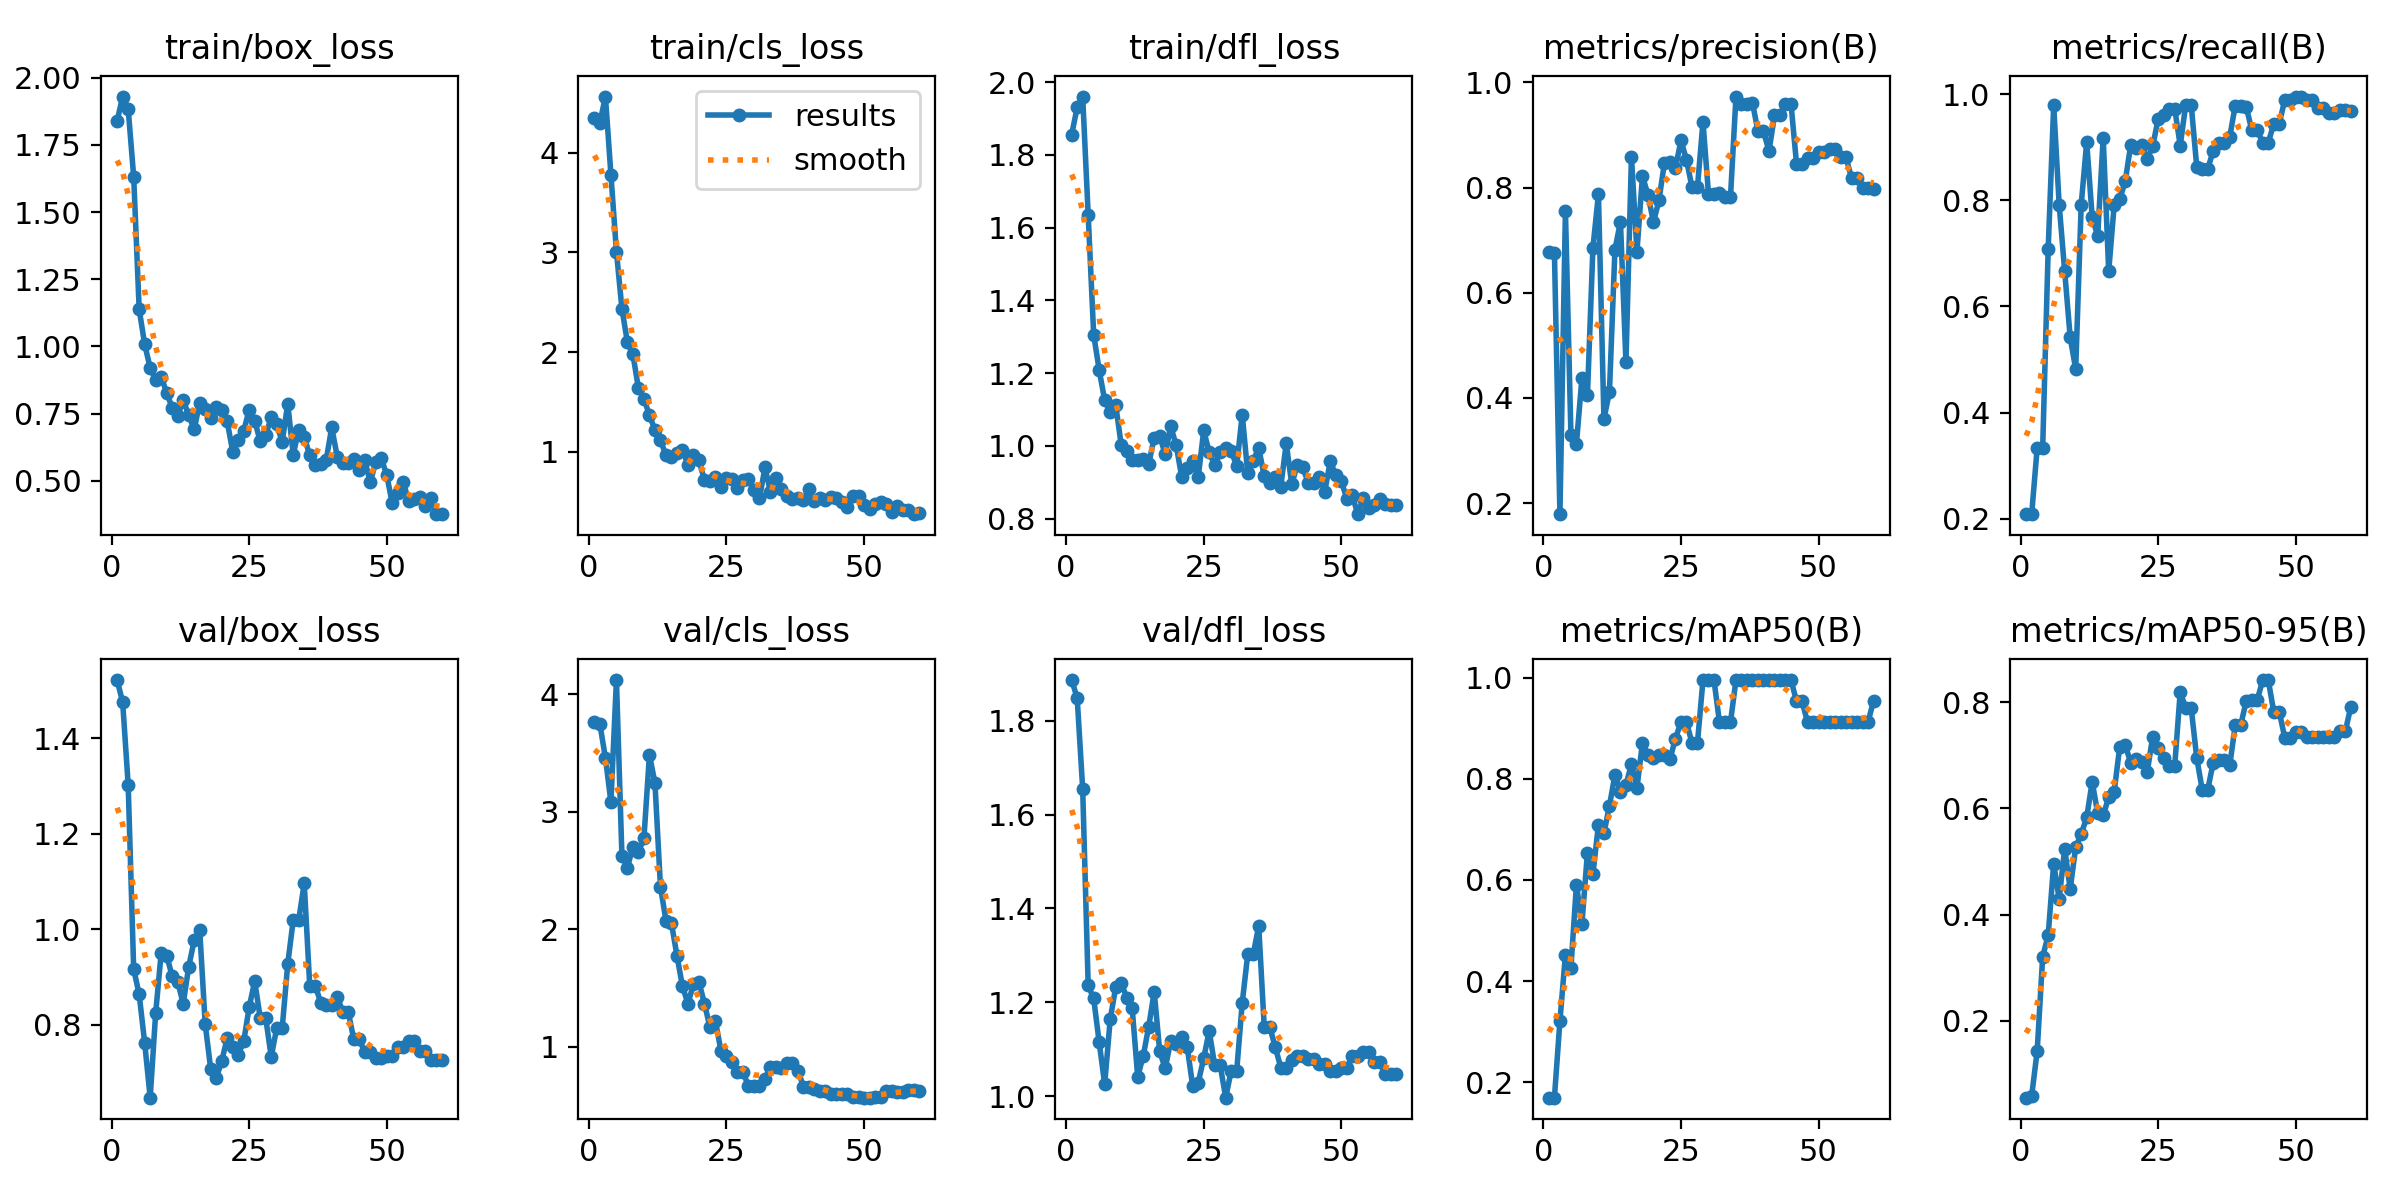 train/box_loss
2.00
1.75
1.50
1.25
1.00
0.75
0.50
0 25 50
train/cls_loss
results
smooth
4
3
2
1
0 25 50
train/dfl_loss
2.0
1.8
1.6
1.4
1.2
1.0
0.8
0 25 50
metrics/precision(B)
1.0
0.8
0.6
0.4
0.2
0 25 50
metrics/recall(B)
1.0
0.8
0.6
0.4
0.2
0 25 50
val/box_loss
1.4
1.2
1.0
0.8
0 25 50
val/cls_loss
4
3
2
1
0 25 50
val/dfl_loss
1.8
1.6
1.4
1.2
1.0
0 25 50
metrics/mAP50(B)
1.0
0.8
0.6
0.4
0.2
0 25 50
metrics/mAP50-95(B)
0.8
0.6
0.4
0.2
0 25 50